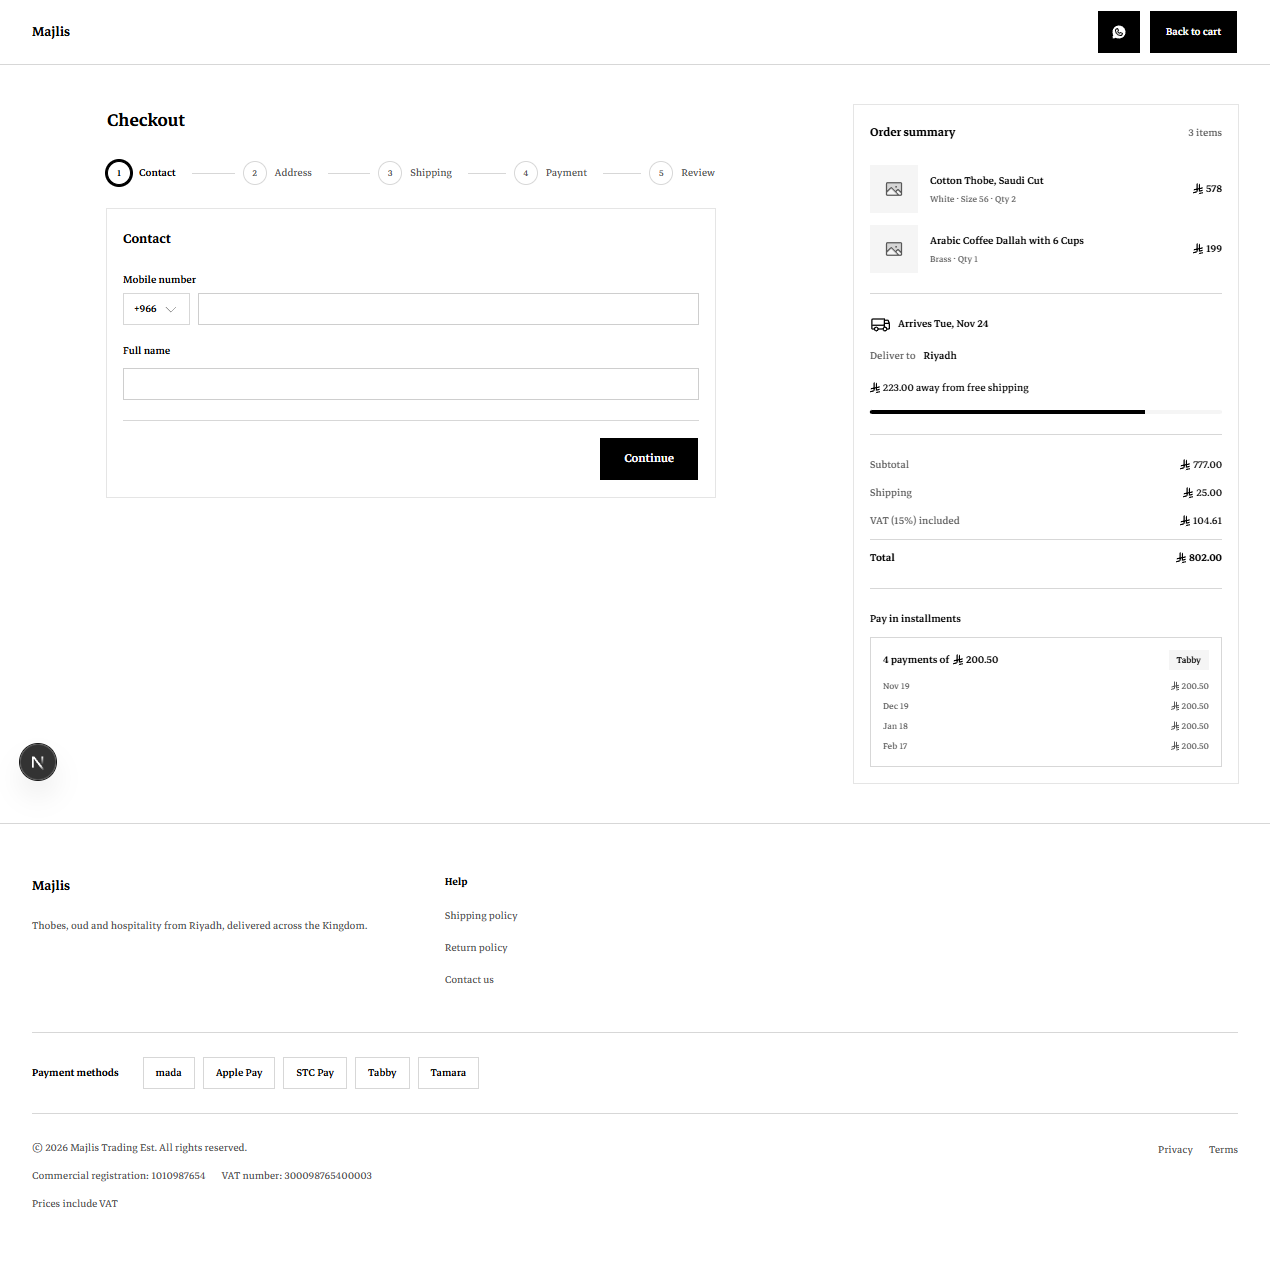 Majlis
Back to cart
Checkout
1 Contact
2 Address
3 Shipping
4 Payment
5 Review
Contact
Mobile number
+966
Full name
Continue
Order summary
3 items
Cotton Thobe, Saudi Cut
White · Size 56 · Qty 2
⃁ 578
Arabic Coffee Dallah with 6 Cups
Brass · Qty 1
⃁ 199
Arrives Tue, Nov 24
Deliver to Riyadh
⃁ 223.00 away from free shipping
Subtotal ⃁ 777.00
Shipping ⃁ 25.00
VAT (15%) included ⃁ 104.61
Total ⃁ 802.00
Pay in installments
4 payments of ⃁ 200.50 Tabby
Nov 19 ⃁ 200.50
Dec 19 ⃁ 200.50
Jan 18 ⃁ 200.50
Feb 17 ⃁ 200.50
N
Majlis
Thobes, oud and hospitality from Riyadh, delivered across the Kingdom.
Help
Shipping policy
Return policy
Contact us
Payment methods mada Apple Pay STC Pay Tabby Tamara
© 2026 Majlis Trading Est. All rights reserved.
Privacy Terms
Commercial registration: 1010987654 VAT number: 300098765400003
Prices include VAT